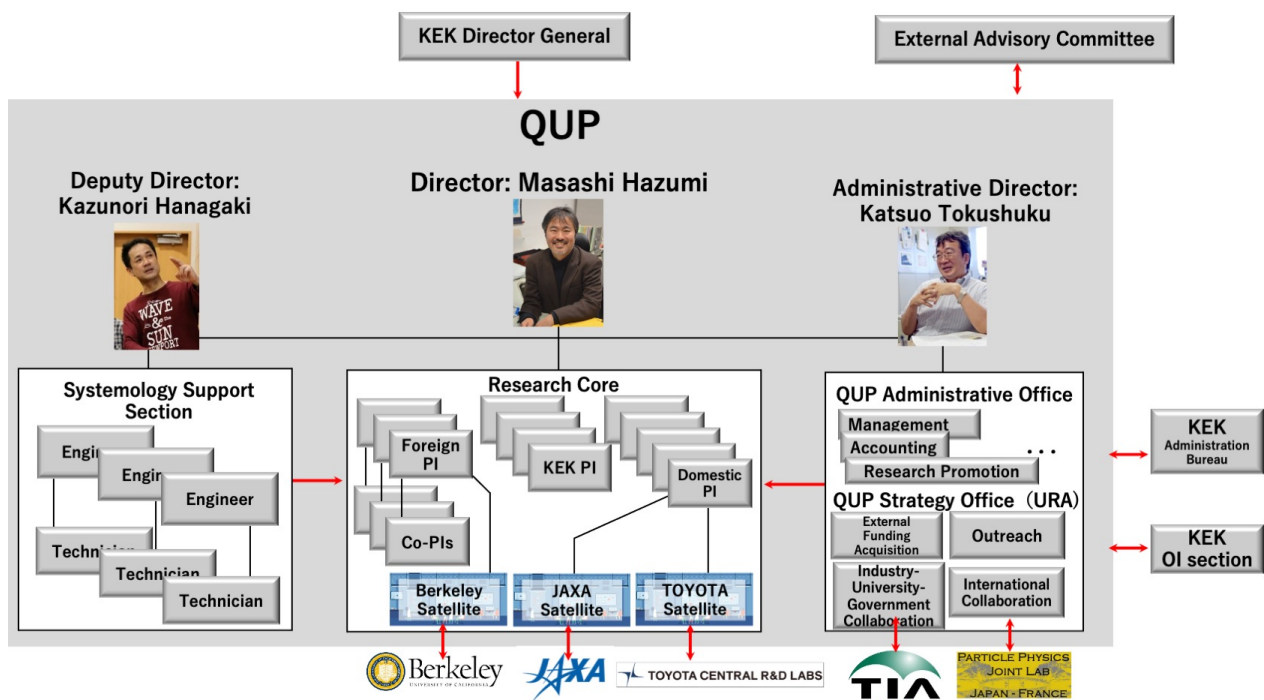 KEK Director General
External Advisory Committee
QUP
Deputy Director:
Kazunori Hanagaki
Director: Masashi Hazumi
Administrative Director:
Katsuo Tokushuku
WAVE
&
SUN
Systemology Support
Section
Engineer
Technician
Technician
Technician
Research Core
Foreign
PI
KEK PI
Domestic
PI
Co-PIs
Berkeley
Satellite
JAXA
Satellite
TOYOTA
Satellite
QUP Administrative Office
Management
Accounting
Research Promotion
...
QUP Strategy Office (URA)
External
Funding
Acquisition
Outreach
Industry-
University-
Government
Collaboration
International
Collaboration
KEK
Administration
Bureau
KEK
OI section
Berkeley
UNIVERSITY OF CALIFORNIA
JAXA
TOYOTA CENTRAL R&D LABS
TIA
PARTICLE PHYSICS
JOINT LAB
JAPAN - FRANCE